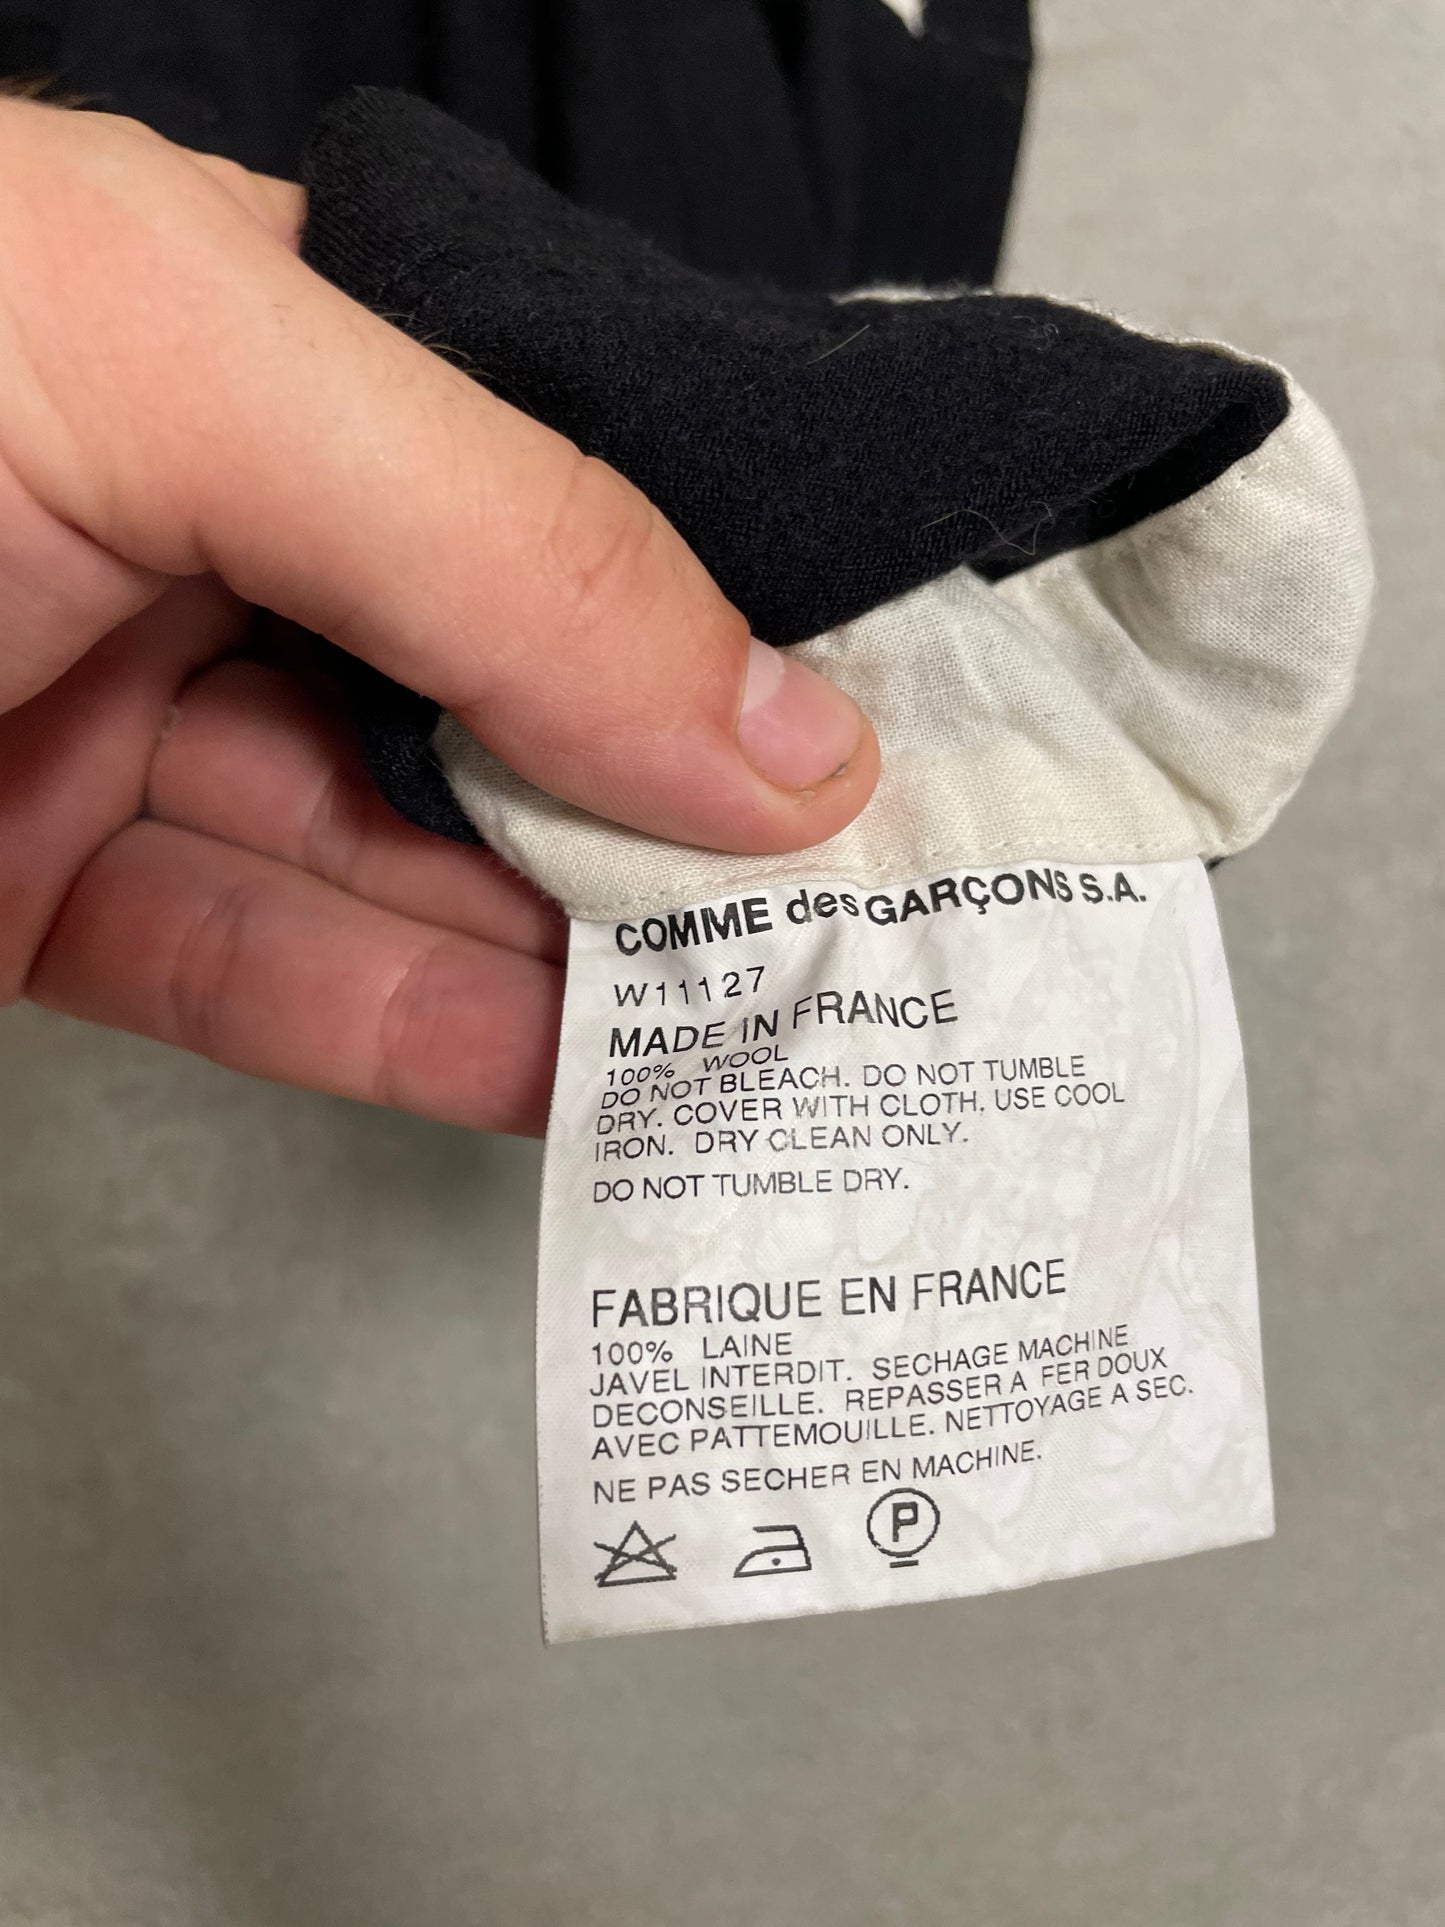 COMME des GARÇONS S.A.
W11127
MADE IN FRANCE
100% WOOL
DO NOT BLEACH. DO NOT TUMBLE
DRY. COVER WITH CLOTH. USE COOL
IRON. DRY CLEAN ONLY.
DO NOT TUMBLE DRY.
FABRIQUE EN FRANCE
100% LAINE
JAVEL INTERDIT. SECHAGE MACHINE
DECONSEILLE. REPASSER A FER DOUX
AVEC PATTEMOUILLE. NETTOYAGE A SEC.
NE PAS SECHER EN MACHINE.
P